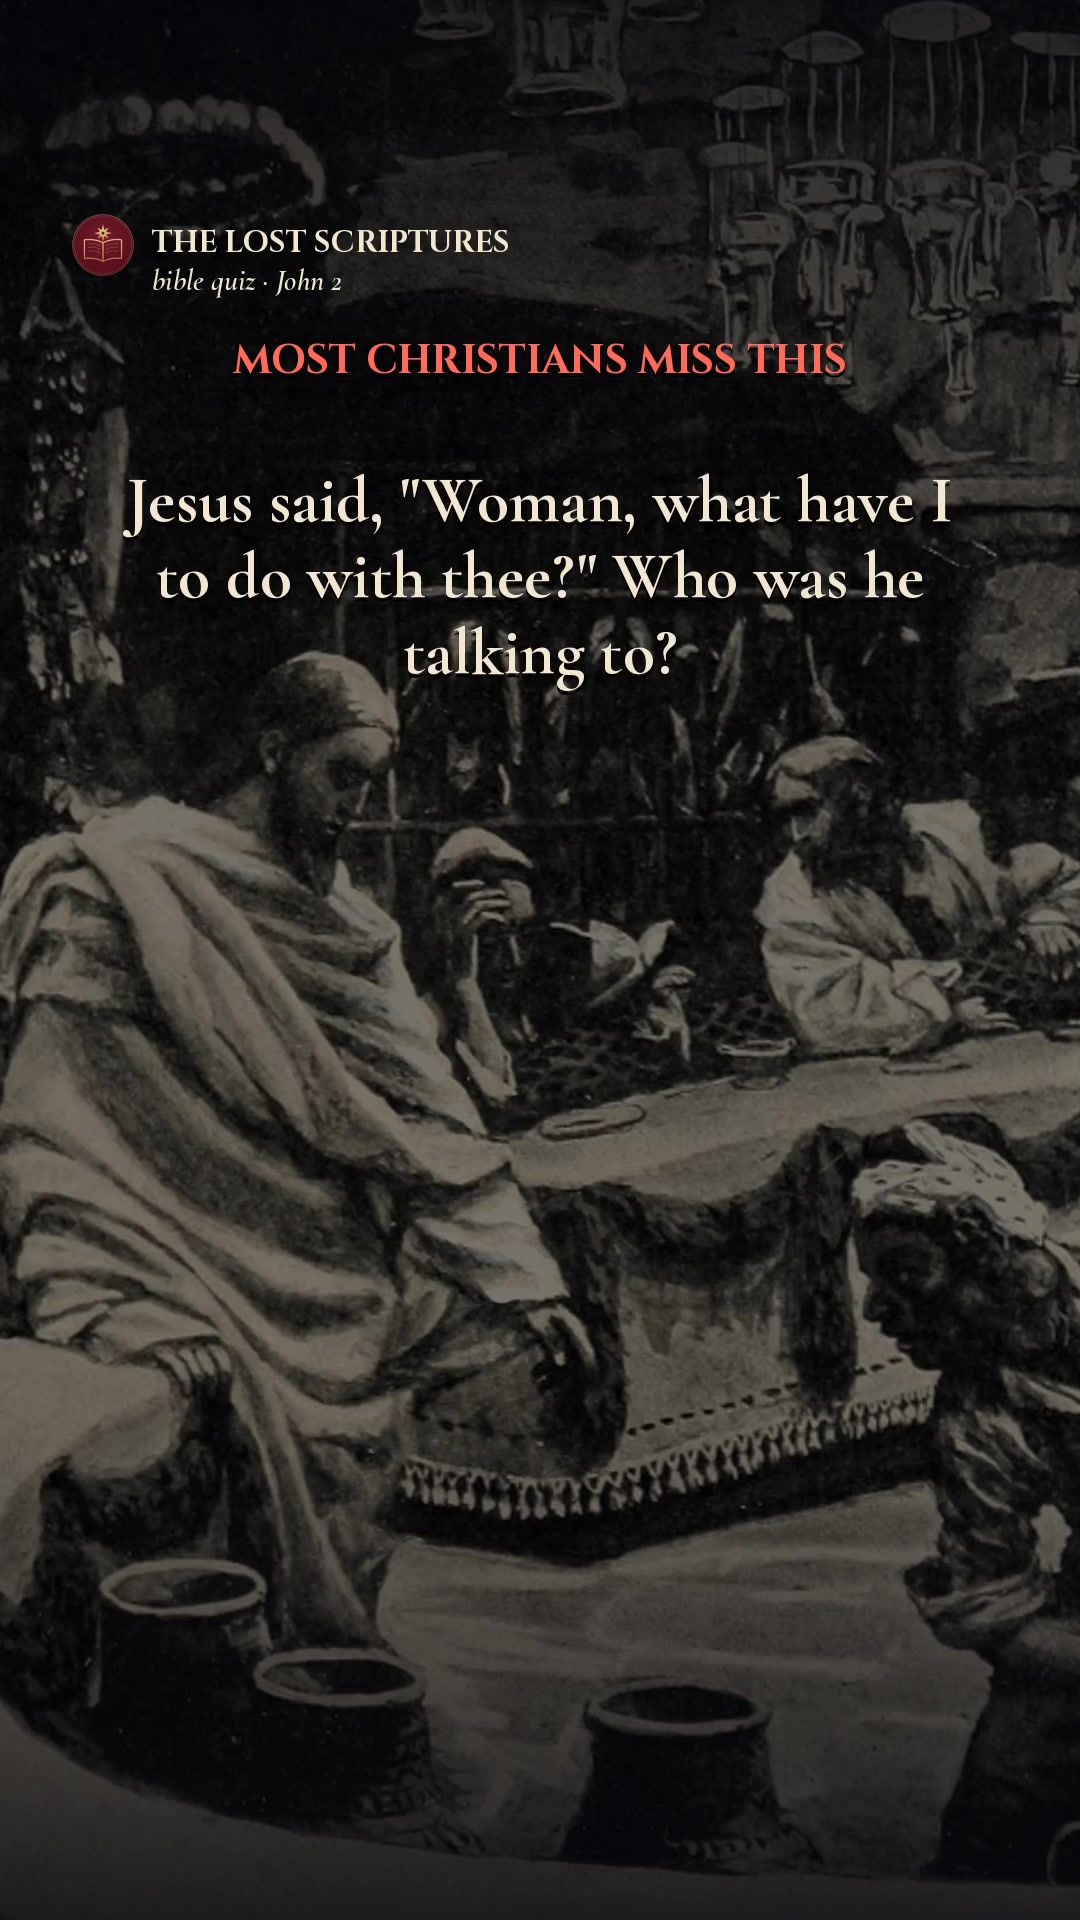 THE LOST SCRIPTURES
bible quiz · John 2
MOST CHRISTIANS MISS THIS
Jesus said, "Woman, what have I
to do with thee?" Who was he
talking to?